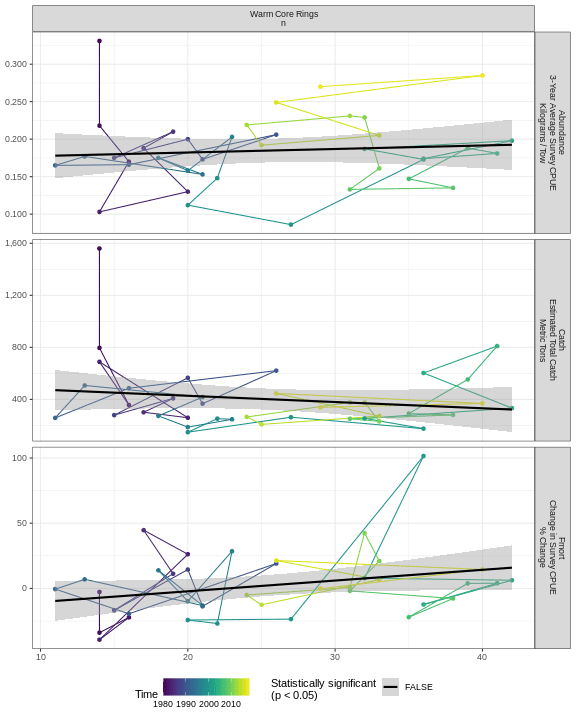 Warm Core Rings
n
0.300
0.250
0.200
0.150
0.100
Abundance
3-Year Average Survey CPUE
Kilograms / Tow
1,600
1,200
800
400
Catch
Estimated Total Catch
Metric Tons
100
50
0
Fmort
Change in Survey CPUE
% Change
10 20 30 40
Time
1980 1990 2000 2010
Statistically significant
(p < 0.05)
FALSE